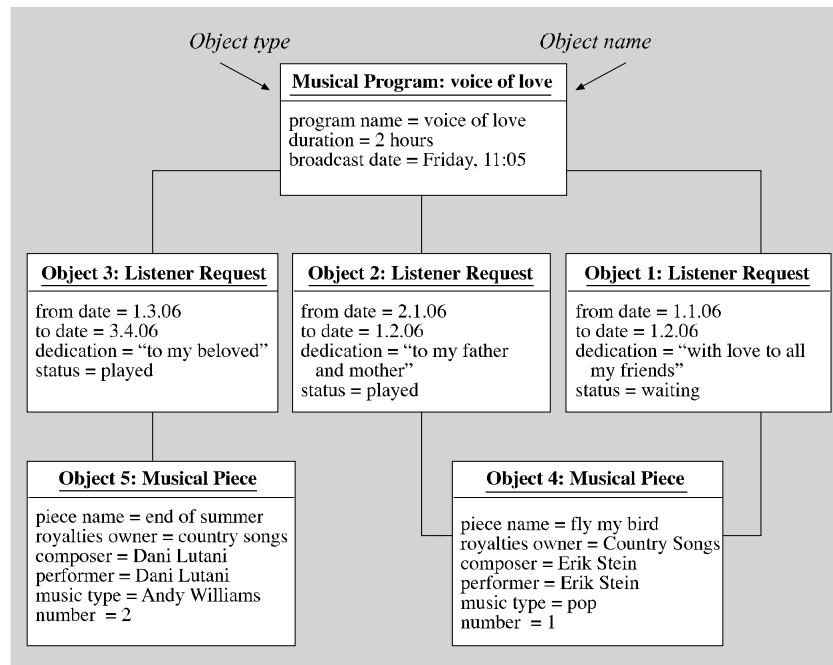 Object type
Object name
Musical Program: voice of love
program name = voice of love
duration = 2 hours
broadcast date = Friday, 11:05
Object 3: Listener Request
from date = 1.3.06
to date = 3.4.06
dedication = “to my beloved”
status = played
Object 2: Listener Request
from date = 2.1.06
to date = 1.2.06
dedication = “to my father
and mother”
status = played
Object 1: Listener Request
from date = 1.1.06
to date = 1.2.06
dedication = “with love to all
my friends”
status = waiting
Object 5: Musical Piece
piece name = end of summer
royalties owner = country songs
composer = Dani Lutani
performer = Dani Lutani
music type = Andy Williams
number = 2
Object 4: Musical Piece
piece name = fly my bird
royalties owner = Country Songs
composer = Erik Stein
performer = Erik Stein
music type = pop
number = 1